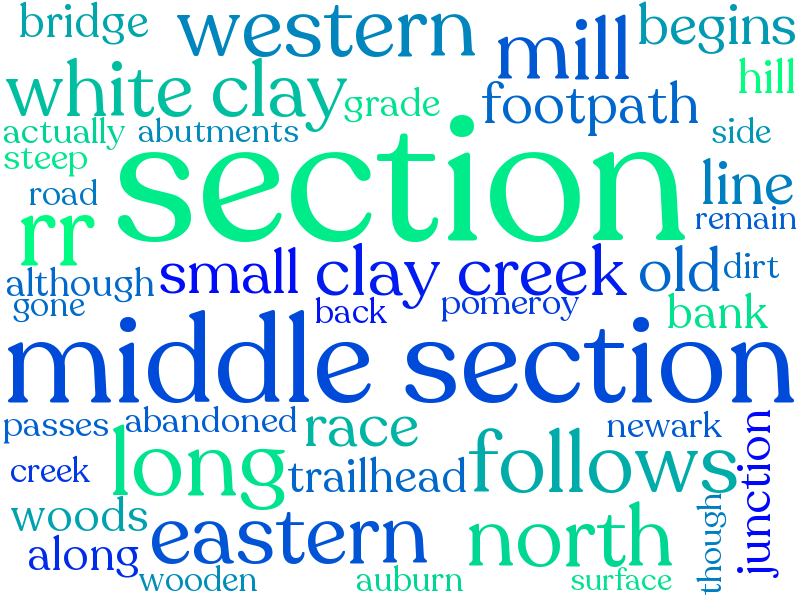 bridge western mill begins
white clay grade footpath hill
actually abutments side
steep section
road line
rr remain
although small clay creek old dirt
gone back pomeroy bank
middle section
passes abandoned race newark junction
creek long trailhead follows
woods eastern north though
along
wooden auburn surface